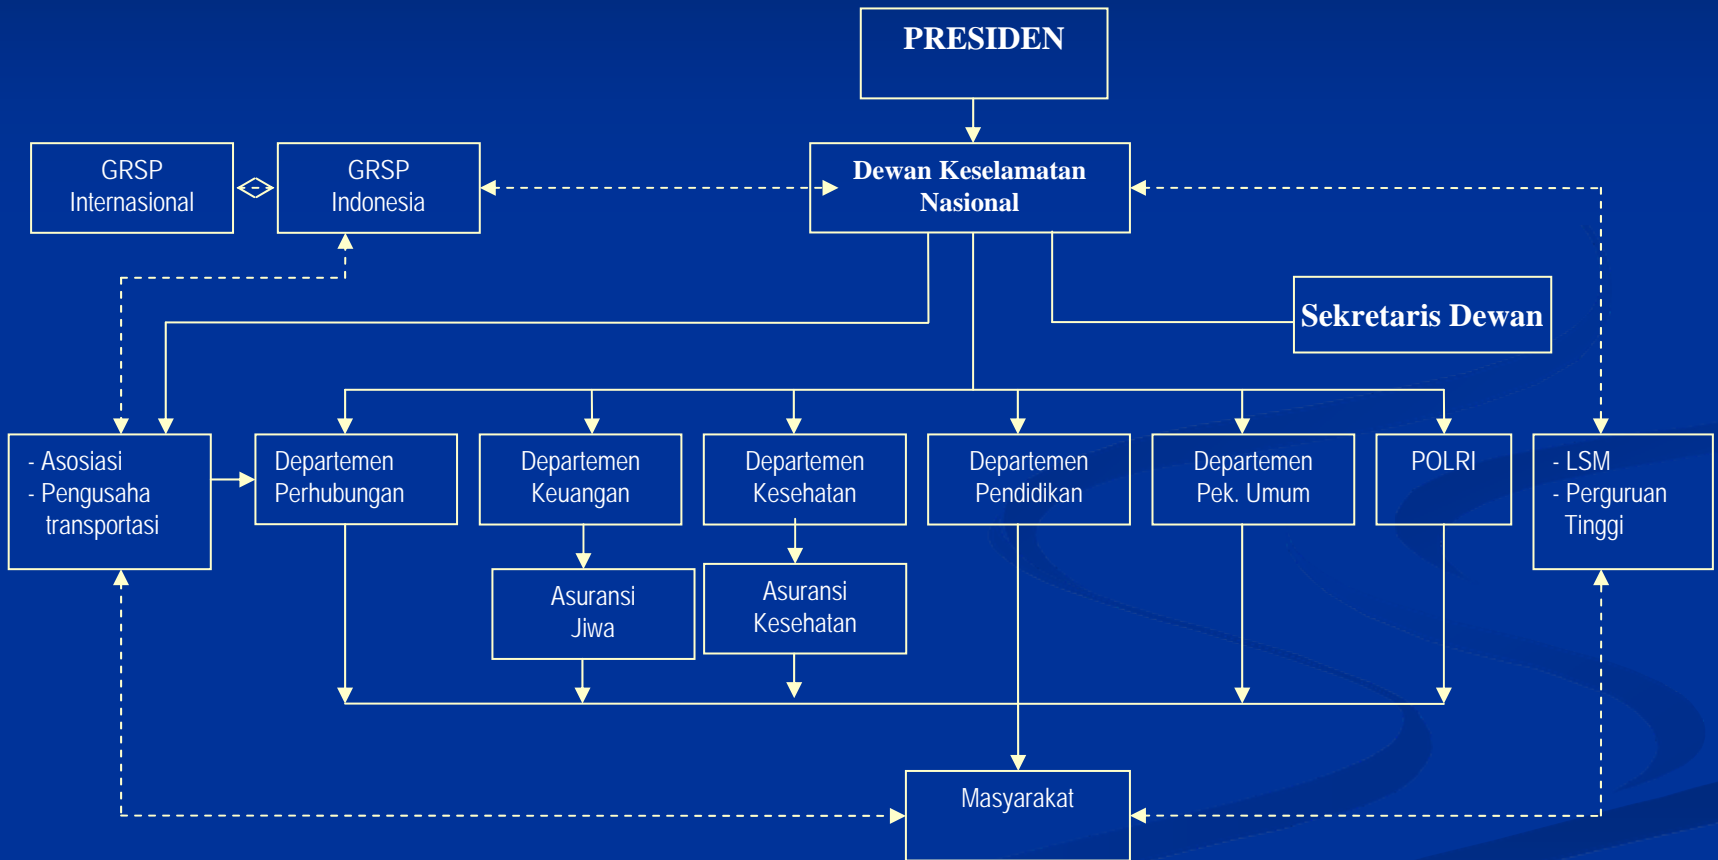 PRESIDEN
GRSP
Internasional
GRSP
Indonesia
Dewan Keselamatan
Nasional
Sekretaris Dewan
- Asosiasi
- Pengusaha
transportasi
Departemen
Perhubungan
Departemen
Keuangan
Departemen
Kesehatan
Departemen
Pendidikan
Departemen
Pek. Umum
POLRI
- LSM
- Perguruan
Tinggi
Asuransi
Jiwa
Asuransi
Kesehatan
Masyarakat